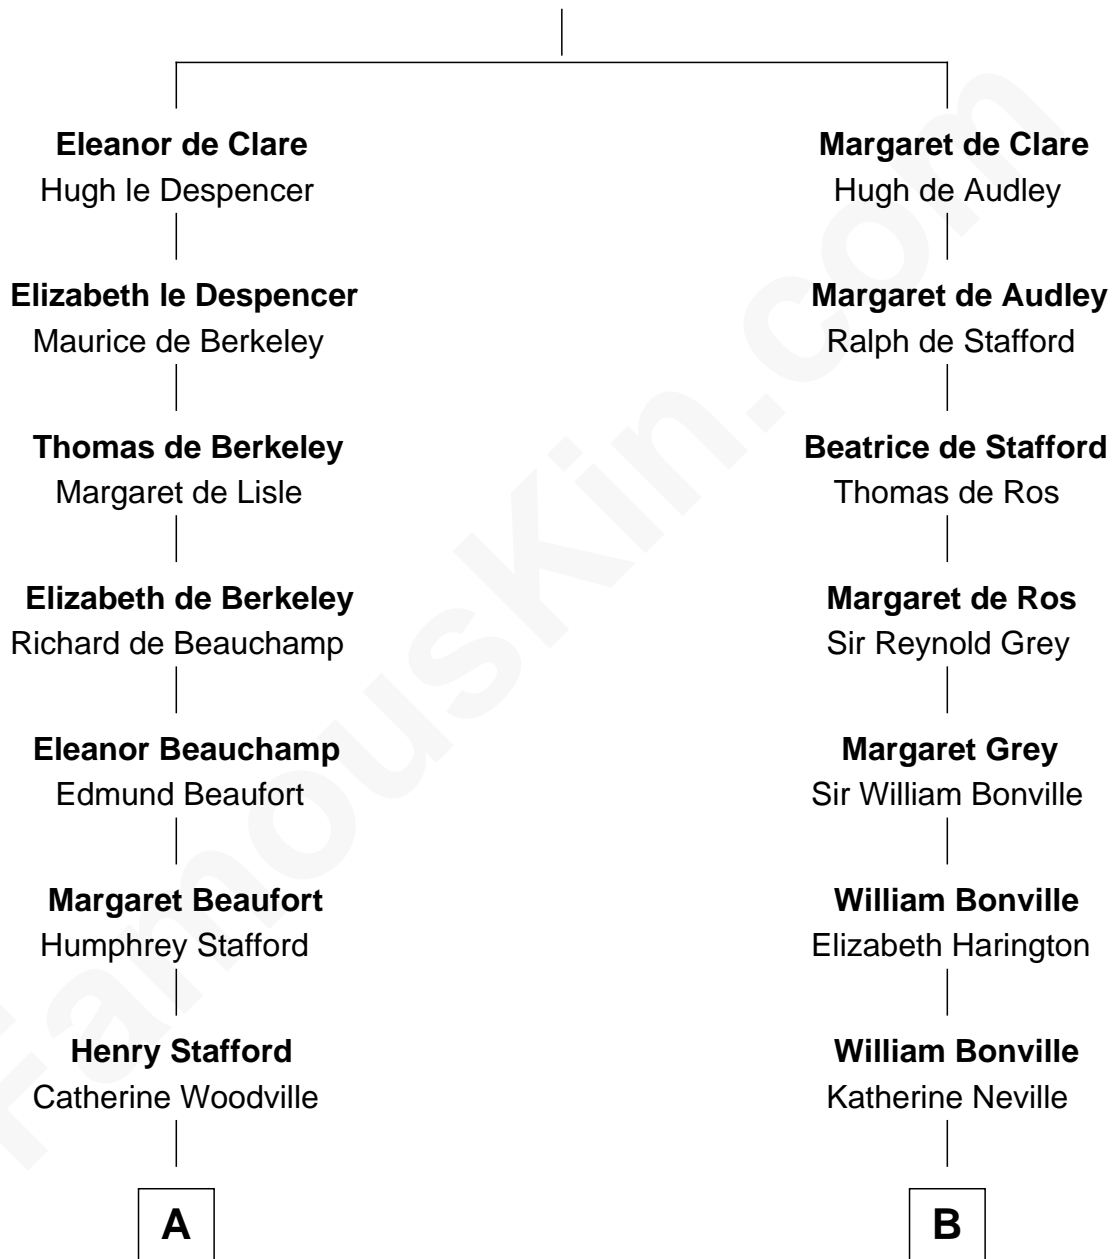 Eleanor de Clare
Hugh le Despencer
Elizabeth le Despencer
Maurice de Berkeley
Thomas de Berkeley
Margaret de Lisle
Elizabeth de Berkeley
Richard de Beauchamp
Eleanor Beauchamp
Edmund Beaufort
Margaret Beaufort
Humphrey Stafford
Henry Stafford
Catherine Woodville
A
Margaret de Clare
Hugh de Audley
Margaret de Audley
Ralph de Stafford
Beatrice de Stafford
Thomas de Ros
Margaret de Ros
Sir Reynold Grey
Margaret Grey
Sir William Bonville
William Bonville
Elizabeth Harington
William Bonville
Katherine Neville
B
FamousKin.com